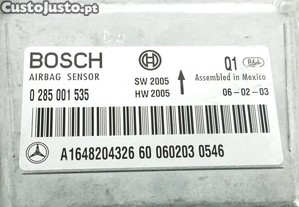 CustoJusto.pt
BOSCH
AIRBAG SENSOR
0 285 001 535
SW 2005
HW 2005
Q1
Assembled in Mexico
06-02-03
A1648204326 60 060203 0546